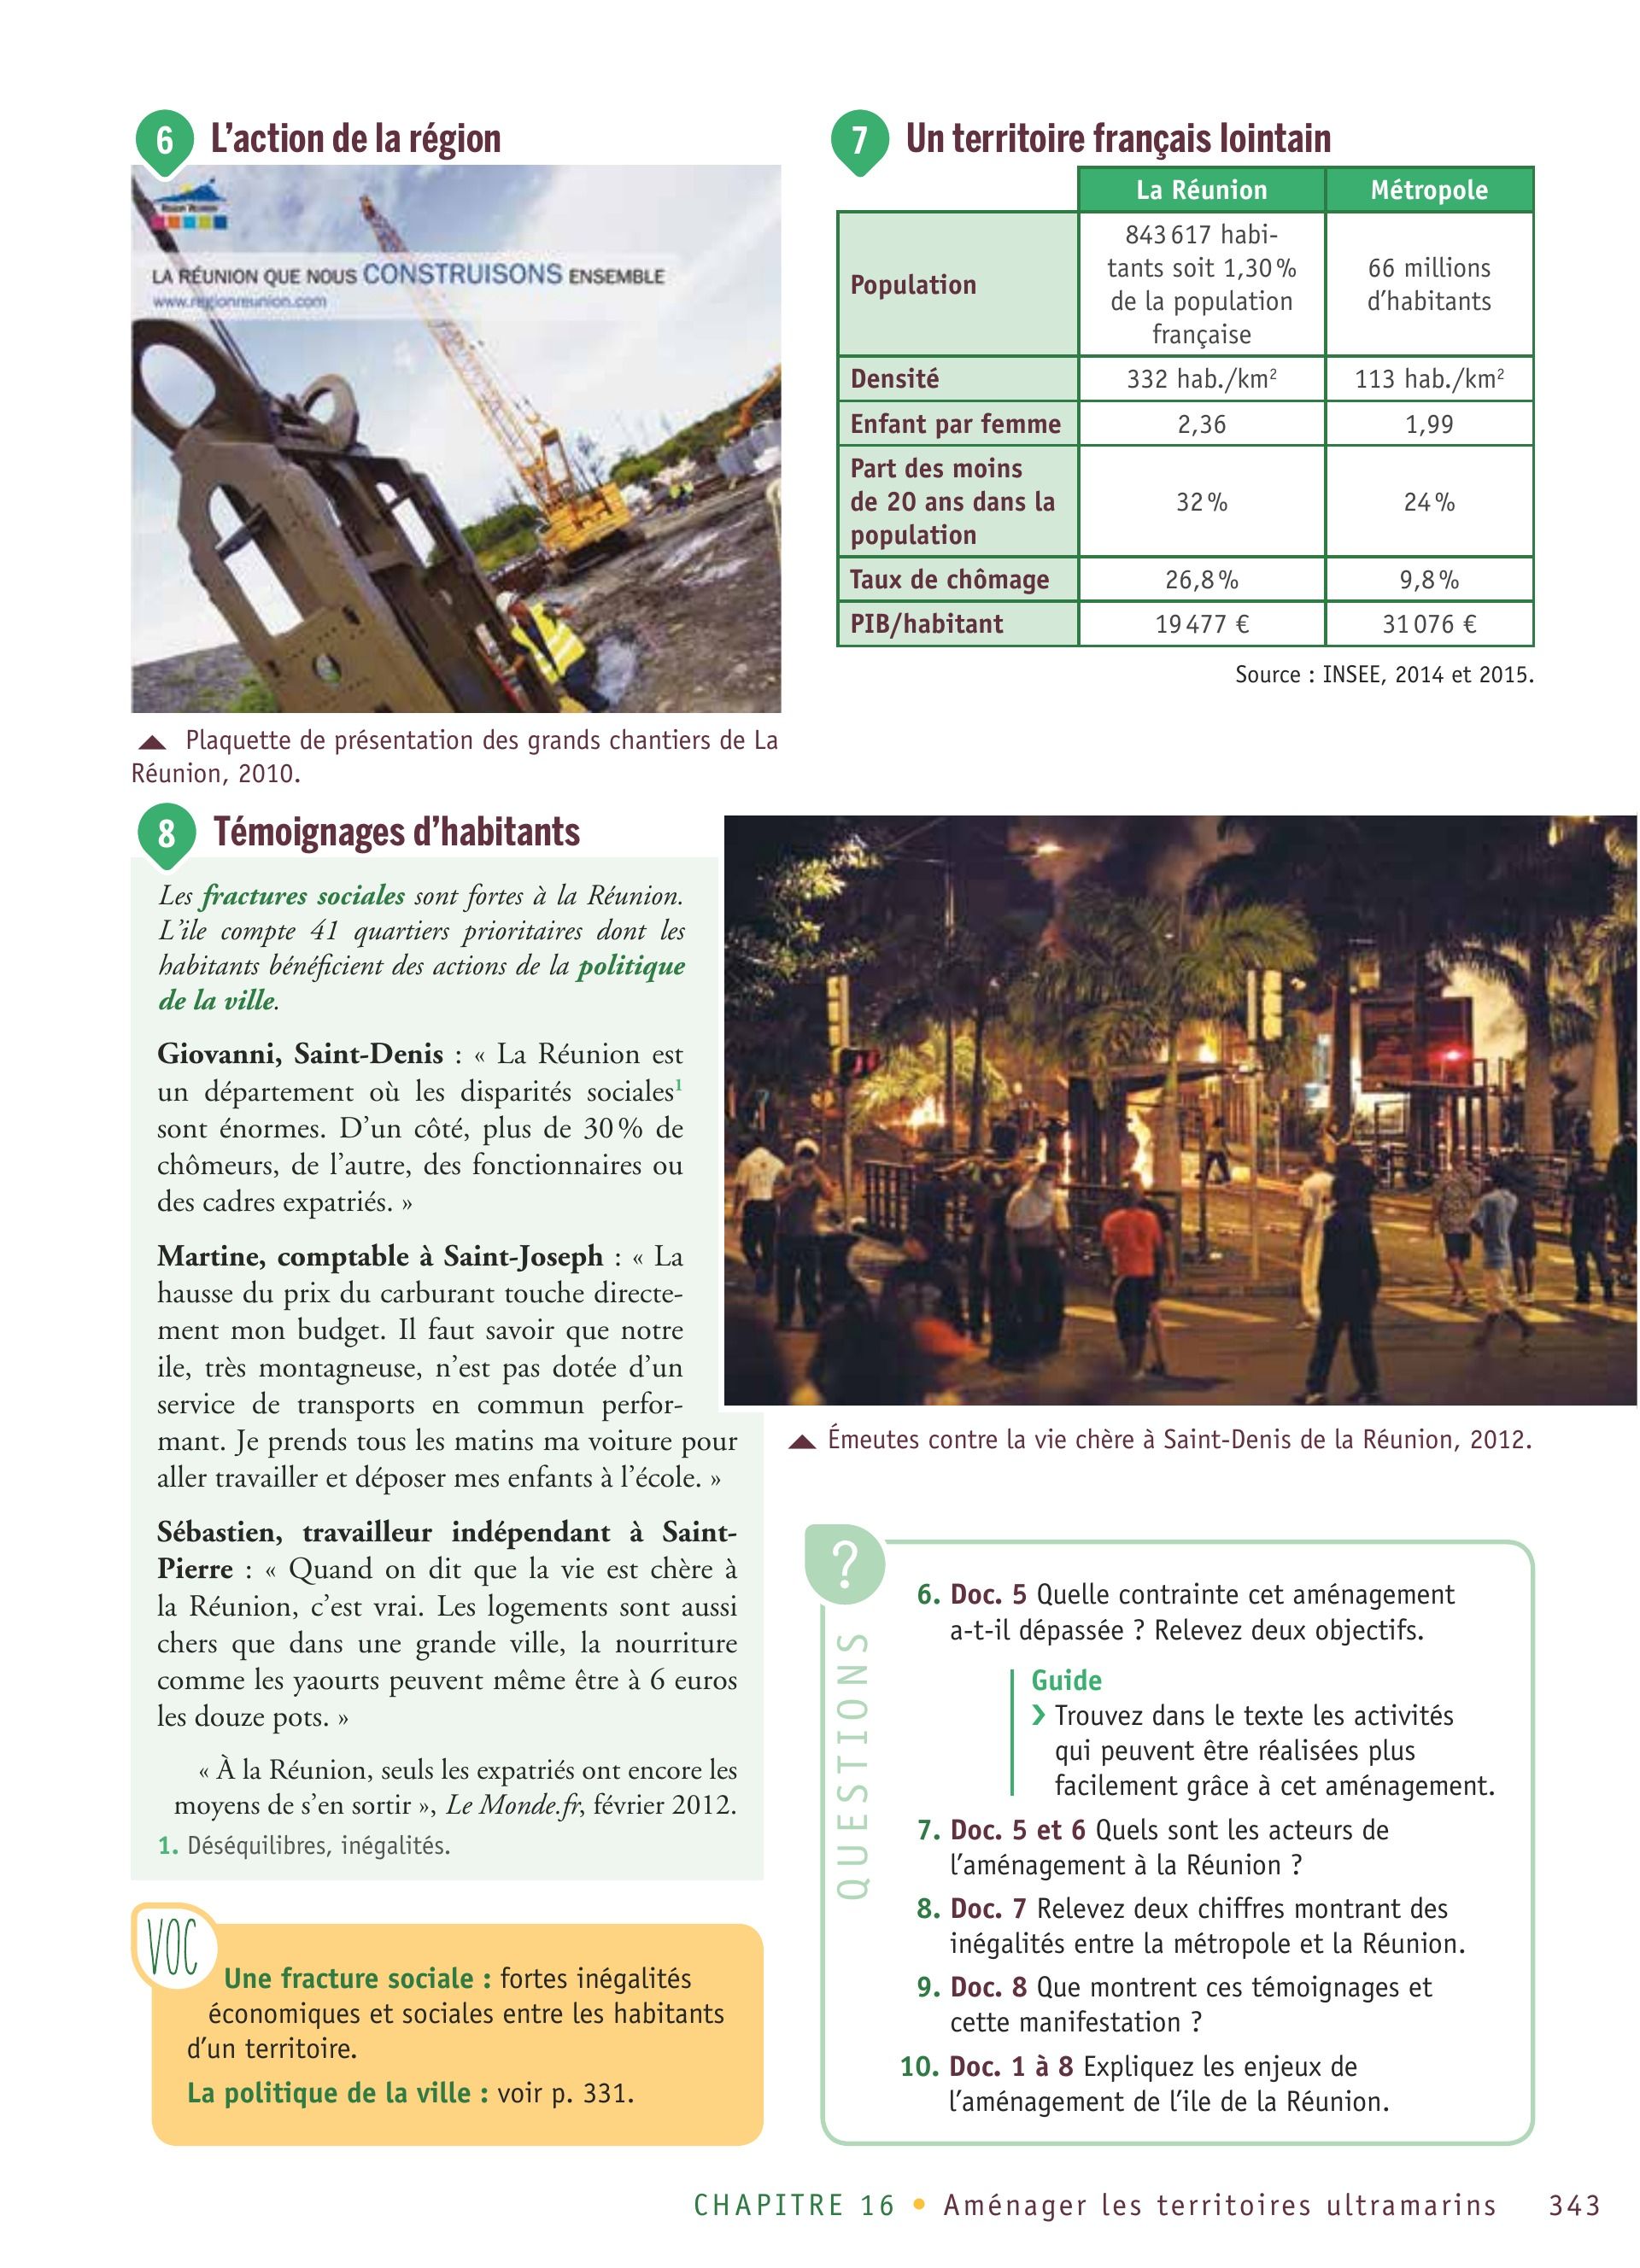 6 L'action de la région
RÉGION RÉUNION
LA RÉUNION QUE NOUS CONSTRUISONS ENSEMBLE
www.regionreunion.com
Plaquette de présentation des grands chantiers de La
Réunion, 2010.
7 Un territoire français lointain
La Réunion Métropole
Population 843 617 habi-
tants soit 1,30 %
de la population
française 66 millions
d'habitants
Densité 332 hab./km² 113 hab./km²
Enfant par femme 2,36 1,99
Part des moins
de 20 ans dans la
population 32 % 24 %
Taux de chômage 26,8 % 9,8 %
PIB/habitant 19 477 € 31 076 €
Source : INSEE, 2014 et 2015.
8 Témoignages d'habitants
Les fractures sociales sont fortes à la Réunion.
L'ile compte 41 quartiers prioritaires dont les
habitants bénéficient des actions de la politique
de la ville.
Giovanni, Saint-Denis : « La Réunion est
un département où les disparités sociales¹
sont énormes. D'un côté, plus de 30 % de
chômeurs, de l'autre, des fonctionnaires ou
des cadres expatriés. »
Martine, comptable à Saint-Joseph : « La
hausse du prix du carburant touche directe-
ment mon budget. Il faut savoir que notre
ile, très montagneuse, n'est pas dotée d'un
service de transports en commun perfor-
mant. Je prends tous les matins ma voiture pour
aller travailler et déposer mes enfants à l'école. »
Sébastien, travailleur indépendant à Saint-
Pierre : « Quand on dit que la vie est chère à
la Réunion, c'est vrai. Les logements sont aussi
chers que dans une grande ville, la nourriture
comme les yaourts peuvent même être à 6 euros
les douze pots. »
« À la Réunion, seuls les expatriés ont encore les
moyens de s'en sortir », Le Monde.fr, février 2012.
1. Déséquilibres, inégalités.
Émeutes contre la vie chère à Saint-Denis de la Réunion, 2012.
VOC
Une fracture sociale : fortes inégalités
économiques et sociales entre les habitants
d'un territoire.
La politique de la ville : voir p. 331.
?
QUESTIONS
6. Doc. 5 Quelle contrainte cet aménagement
a-t-il dépassée ? Relevez deux objectifs.
Guide
› Trouvez dans le texte les activités
qui peuvent être réalisées plus
facilement grâce à cet aménagement.
7. Doc. 5 et 6 Quels sont les acteurs de
l'aménagement à la Réunion ?
8. Doc. 7 Relevez deux chiffres montrant des
inégalités entre la métropole et la Réunion.
9. Doc. 8 Que montrent ces témoignages et
cette manifestation ?
10. Doc. 1 à 8 Expliquez les enjeux de
l'aménagement de l'ile de la Réunion.
CHAPITRE 16 • Aménager les territoires ultramarins 343